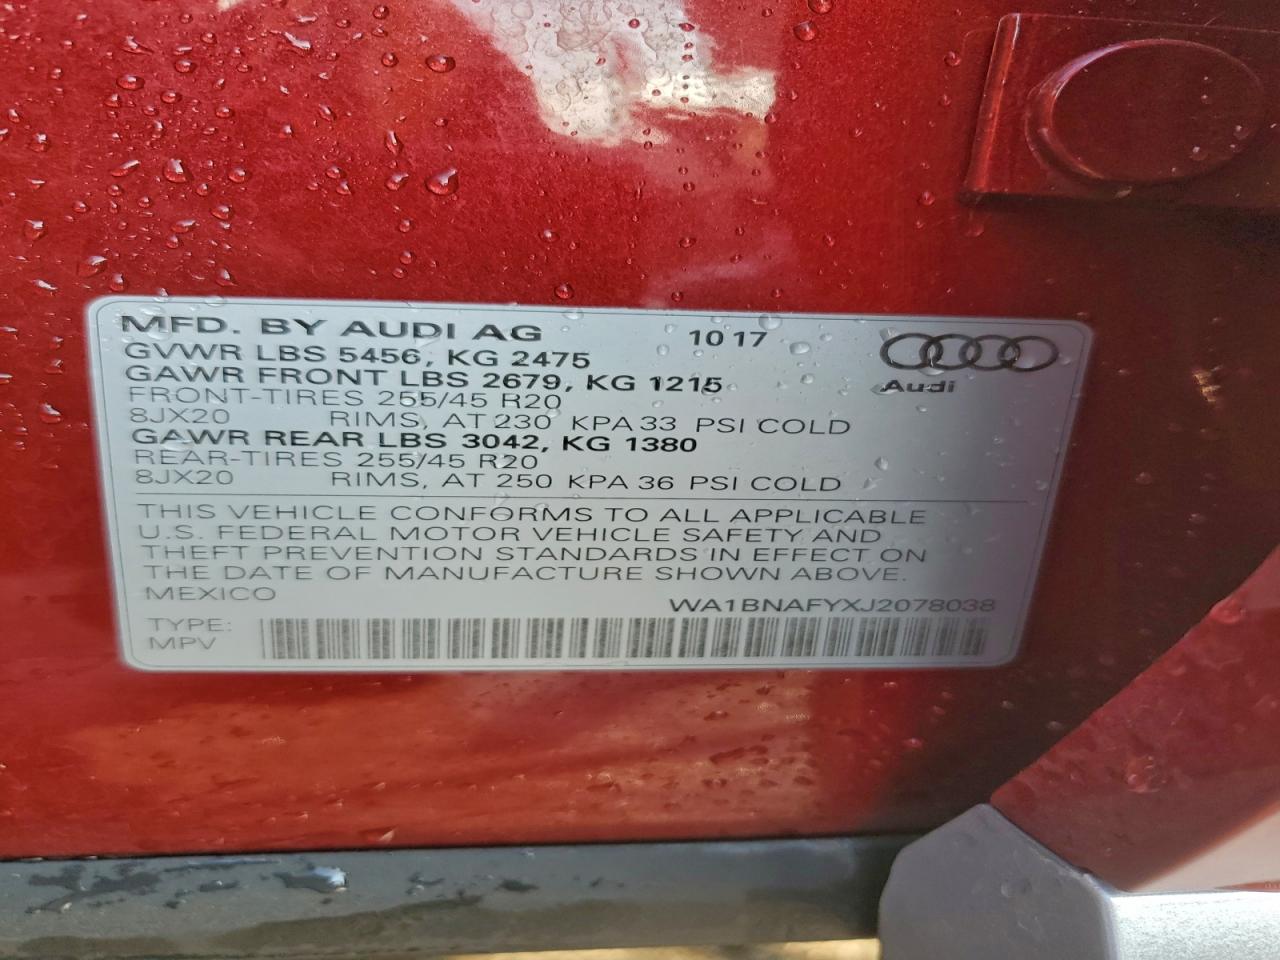 MFD. BY AUDI AG 10 17
GVWR LBS 5456, KG 2475
GAWR FRONT LBS 2679, KG 1215
Audi
FRONT-TIRES 255/45 R20
8JX20 RIMS, AT 230 KPA 33 PSI COLD
GAWR REAR LBS 3042, KG 1380
REAR-TIRES 255/45 R20
8JX20 RIMS, AT 250 KPA 36 PSI COLD
THIS VEHICLE CONFORMS TO ALL APPLICABLE
U.S. FEDERAL MOTOR VEHICLE SAFETY AND
THEFT PREVENTION STANDARDS IN EFFECT ON
THE DATE OF MANUFACTURE SHOWN ABOVE.
MEXICO
WA1BNAFYXJ2078038
TYPE:
MPV